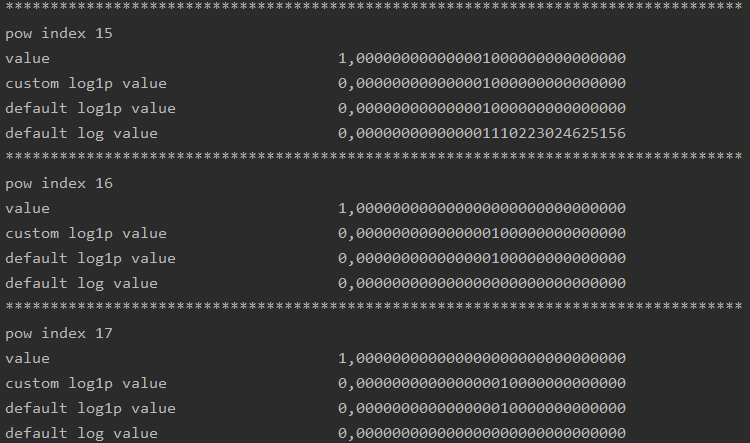 **********************************************************************************
pow index 15
value                                1,000000000000001000000000000000
custom log1p value                   0,000000000000001000000000000000
default log1p value                  0,000000000000001000000000000000
default log value                    0,000000000000001110223024625156
**********************************************************************************
pow index 16
value                                1,000000000000000000000000000000
custom log1p value                   0,000000000000000100000000000000
default log1p value                  0,000000000000000100000000000000
default log value                    0,000000000000000000000000000000
**********************************************************************************
pow index 17
value                                1,000000000000000000000000000000
custom log1p value                   0,000000000000000010000000000000
default log1p value                  0,000000000000000010000000000000
default log value                    0,000000000000000000000000000000